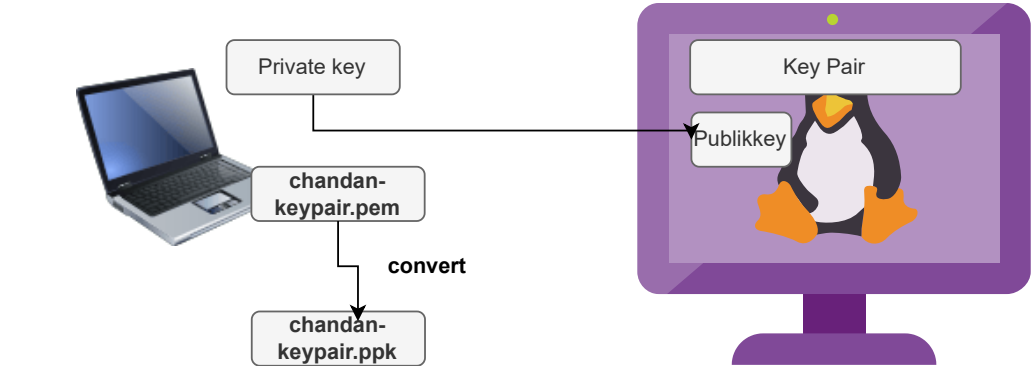 Private key
Key Pair
Publikkey
chandan-
keypair.pem
convert
chandan-
keypair.ppk